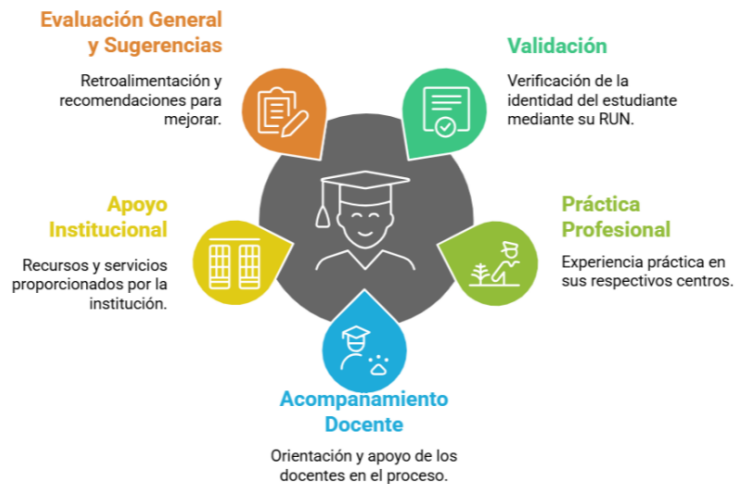 Evaluación General
y Sugerencias
Retroalimentación y
recomendaciones para
mejorar.
Validación
Verificación de la
identidad del estudiante
mediante su RUN.
Apoyo
Institucional
Recursos y servicios
proporcionados por la
institución.
Práctica
Profesional
Experiencia práctica en
sus respectivos centros.
Acompañamiento
Docente
Orientación y apoyo de los
docentes en el proceso.